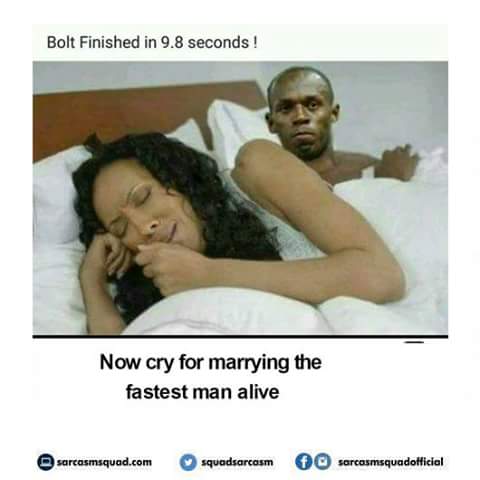 Bolt Finished in 9.8 seconds !
Now cry for marrying the
fastest man alive
sarcasmsquad.com squadsarcasm sarcasmsquadofficial